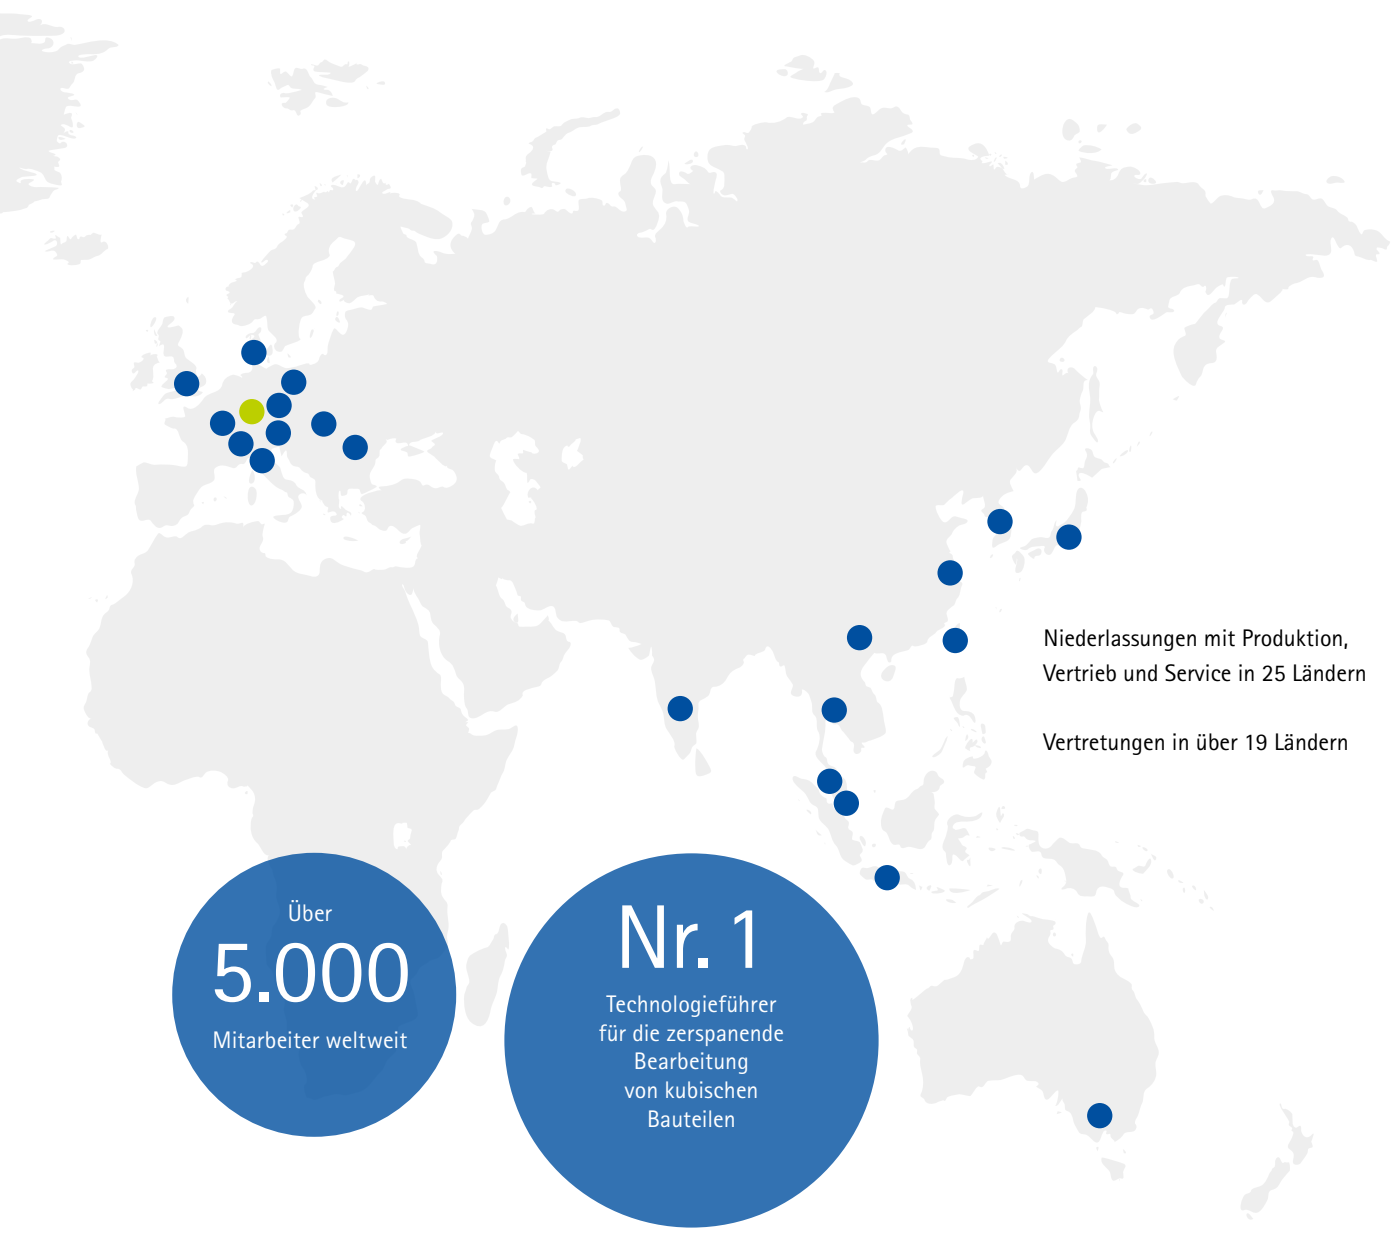 Niederlassungen mit Produktion,
Vertrieb und Service in 25 Ländern
Vertretungen in über 19 Ländern
Über
5.000
Mitarbeiter weltweit
Nr. 1
Technologieführer
für die zerspanende
Bearbeitung
von kubischen
Bauteilen